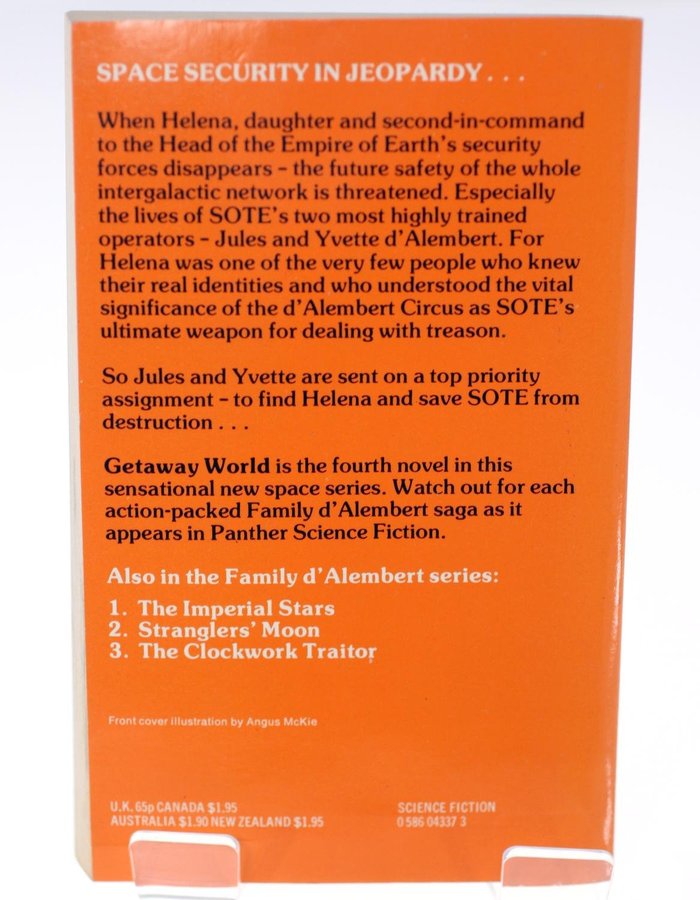 SPACE SECURITY IN JEOPARDY . . .
When Helena, daughter and second-in-command
to the Head of the Empire of Earth's security
forces disappears – the future safety of the whole
intergalactic network is threatened. Especially
the lives of SOTE's two most highly trained
operators – Jules and Yvette d'Alembert. For
Helena was one of the very few people who knew
their real identities and who understood the vital
significance of the d'Alembert Circus as SOTE's
ultimate weapon for dealing with treason.
So Jules and Yvette are sent on a top priority
assignment – to find Helena and save SOTE from
destruction . . .
Getaway World is the fourth novel in this
sensational new space series. Watch out for each
action-packed Family d'Alembert saga as it
appears in Panther Science Fiction.
Also in the Family d'Alembert series:
1. The Imperial Stars
2. Stranglers' Moon
3. The Clockwork Traitor
Front cover illustration by Angus McKie
U.K. 65p CANADA $1.95
AUSTRALIA $1.90 NEW ZEALAND $1.95
SCIENCE FICTION
0 586 04337 3